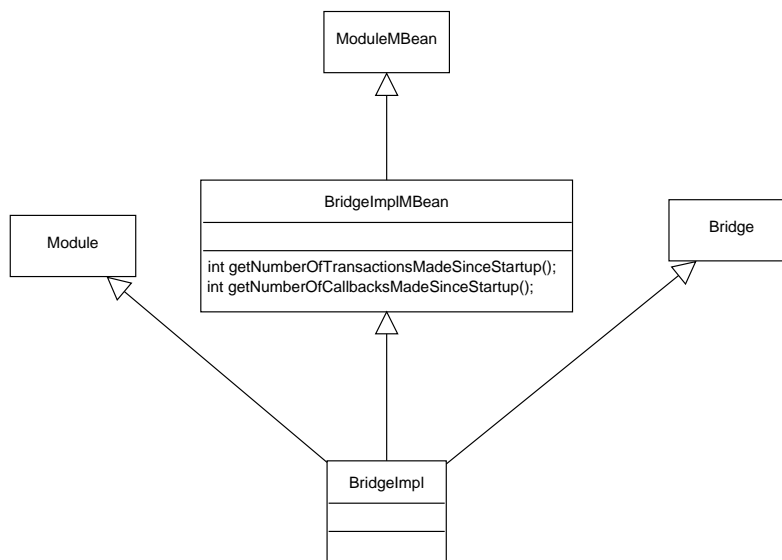 ModuleMBean
BridgeImplMBean
int getNumberOfTransactionsMadeSinceStartup();
int getNumberOfCallbacksMadeSinceStartup();
Module
Bridge
BridgeImpl